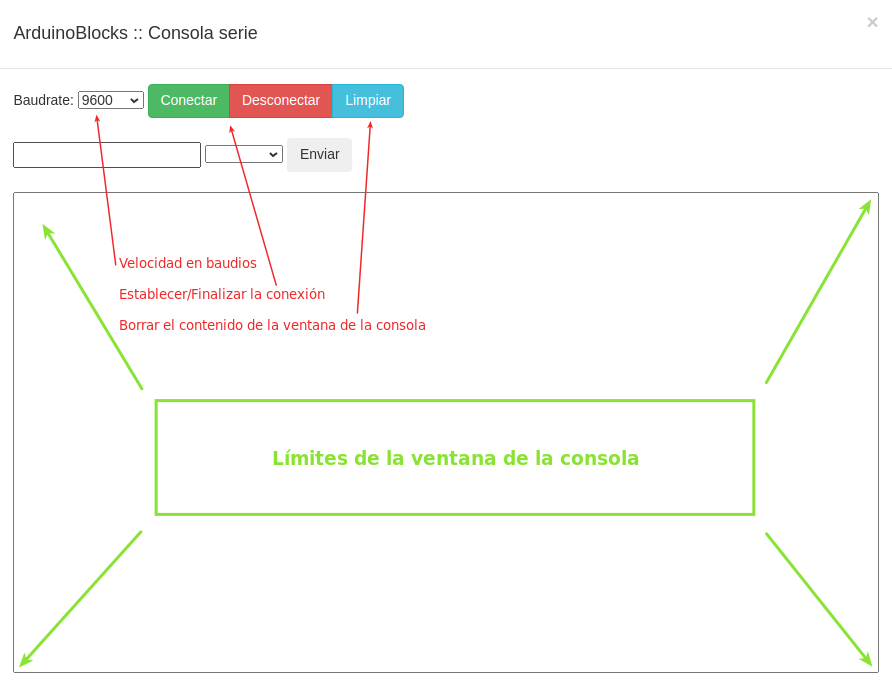 ArduinoBlocks :: Consola serie
×
Baudrate: 9600 Conectar Desconectar Limpiar
Enviar
Velocidad en baudios
Establecer/Finalizar la conexión
Borrar el contenido de la ventana de la consola
Límites de la ventana de la consola